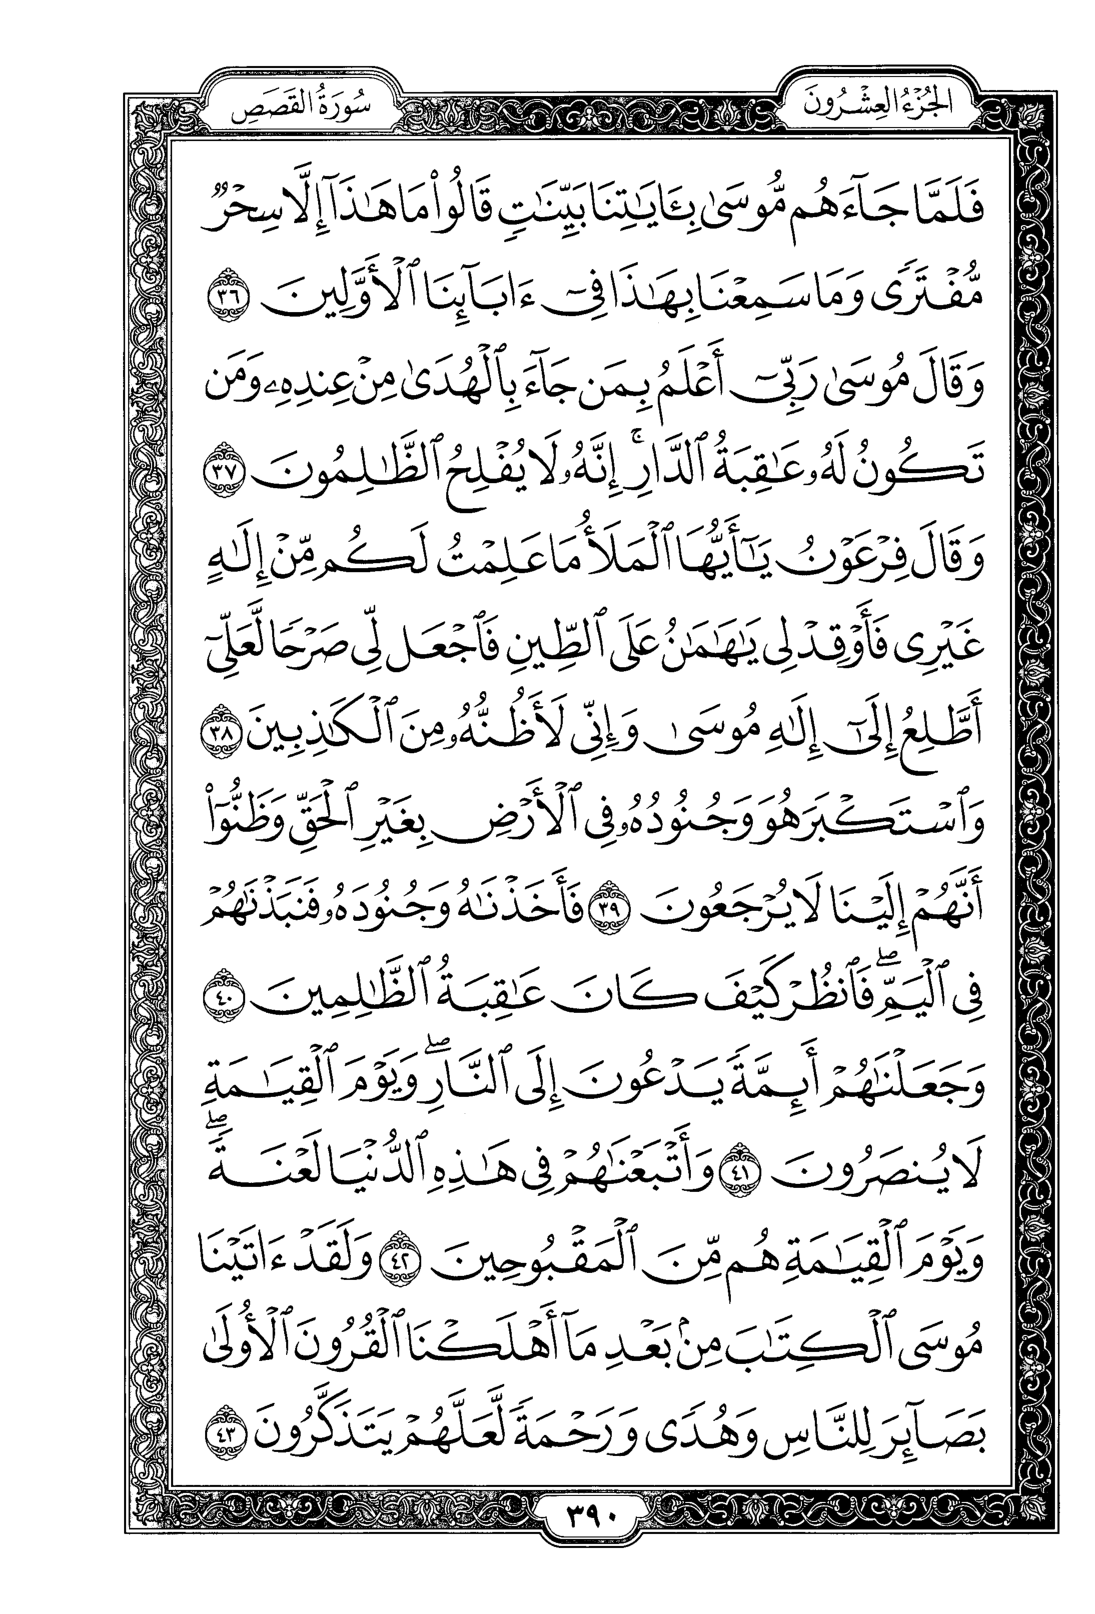 الجُزْءُ العِشْرُونَ
سُورَةُ القَصَصِ
فَلَمَّا جَآءَهُم مُّوسَىٰ بِـَٔايَـٰتِنَا بَيِّنَـٰتٍ قَالُوا۟ مَا هَـٰذَآ إِلَّا سِحْرٌ
مُّفْتَرًى وَمَا سَمِعْنَا بِهَـٰذَا فِىٓ ءَابَآئِنَا ٱلْأَوَّلِينَ ٣٦
وَقَالَ مُوسَىٰ رَبِّىٓ أَعْلَمُ بِمَن جَآءَ بِٱلْهُدَىٰ مِنْ عِندِهِۦ وَمَن
تَكُونُ لَهُۥ عَـٰقِبَةُ ٱلدَّارِ ۚ إِنَّهُۥ لَا يُفْلِحُ ٱلظَّـٰلِمُونَ ٣٧
وَقَالَ فِرْعَوْنُ يَـٰٓأَيُّهَا ٱلْمَلَأُ مَا عَلِمْتُ لَكُم مِّنْ إِلَـٰهٍ
غَيْرِى فَأَوْقِدْ لِى يَـٰهَـٰمَـٰنُ عَلَى ٱلطِّينِ فَٱجْعَل لِّى صَرْحًا لَّعَلِّىٓ
أَطَّلِعُ إِلَىٰٓ إِلَـٰهِ مُوسَىٰ وَإِنِّى لَأَظُنُّهُۥ مِنَ ٱلْكَـٰذِبِينَ ٣٨
وَٱسْتَكْبَرَ هُوَ وَجُنُودُهُۥ فِى ٱلْأَرْضِ بِغَيْرِ ٱلْحَقِّ وَظَنُّوٓا۟
أَنَّهُمْ إِلَيْنَا لَا يُرْجَعُونَ ٣٩ فَأَخَذْنَـٰهُ وَجُنُودَهُۥ فَنَبَذْنَـٰهُمْ
فِى ٱلْيَمِّ ۖ فَٱنظُرْ كَيْفَ كَانَ عَـٰقِبَةُ ٱلظَّـٰلِمِينَ ٤٠
وَجَعَلْنَـٰهُمْ أَئِمَّةً يَدْعُونَ إِلَى ٱلنَّارِ ۖ وَيَوْمَ ٱلْقِيَـٰمَةِ
لَا يُنصَرُونَ ٤١ وَأَتْبَعْنَـٰهُمْ فِى هَـٰذِهِ ٱلدُّنْيَا لَعْنَةً ۖ
وَيَوْمَ ٱلْقِيَـٰمَةِ هُم مِّنَ ٱلْمَقْبُوحِينَ ٤٢ وَلَقَدْ ءَاتَيْنَا
مُوسَى ٱلْكِتَـٰبَ مِنۢ بَعْدِ مَآ أَهْلَكْنَا ٱلْقُرُونَ ٱلْأُولَىٰ
بَصَآئِرَ لِلنَّاسِ وَهُدًى وَرَحْمَةً لَّعَلَّهُمْ يَتَذَكَّرُونَ ٤٣
٣٩٠